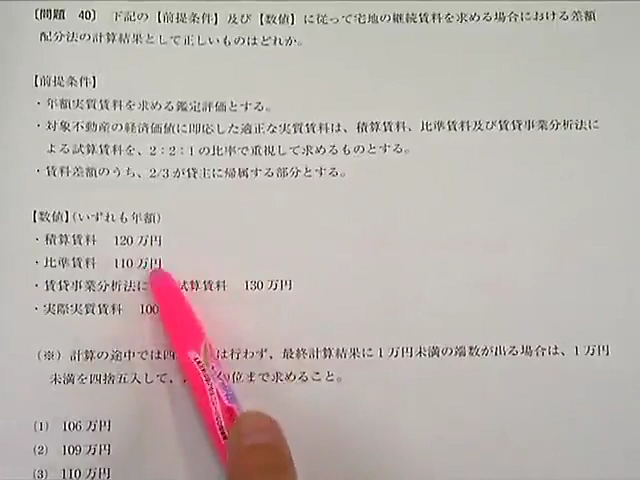 〔問題 40〕 下記の【前提条件】及び【数値】に従って宅地の継続賃料を求める場合における差額
配分法の計算結果として正しいものはどれか。
【前提条件】
・年額実質賃料を求める鑑定評価とする。
・対象不動産の経済価値に即応した適正な実質賃料は、積算賃料、比準賃料及び賃貸事業分析法に
よる試算賃料を、2:2:1の比率で重視して求めるものとする。
・賃料差額のうち、2/3が貸主に帰属する部分とする。
【数値】(いずれも年額)
・積算賃料 120万円
・比準賃料 110万円
・賃貸事業分析法に 試算賃料 130万円
・実際実質賃料 100
(※) 計算の途中では四 は行わず、最終計算結果に1万円未満の端数が出る場合は、1万円
未満を四捨五入して、 位まで求めること。
(1) 106万円
(2) 109万円
(3) 110万円